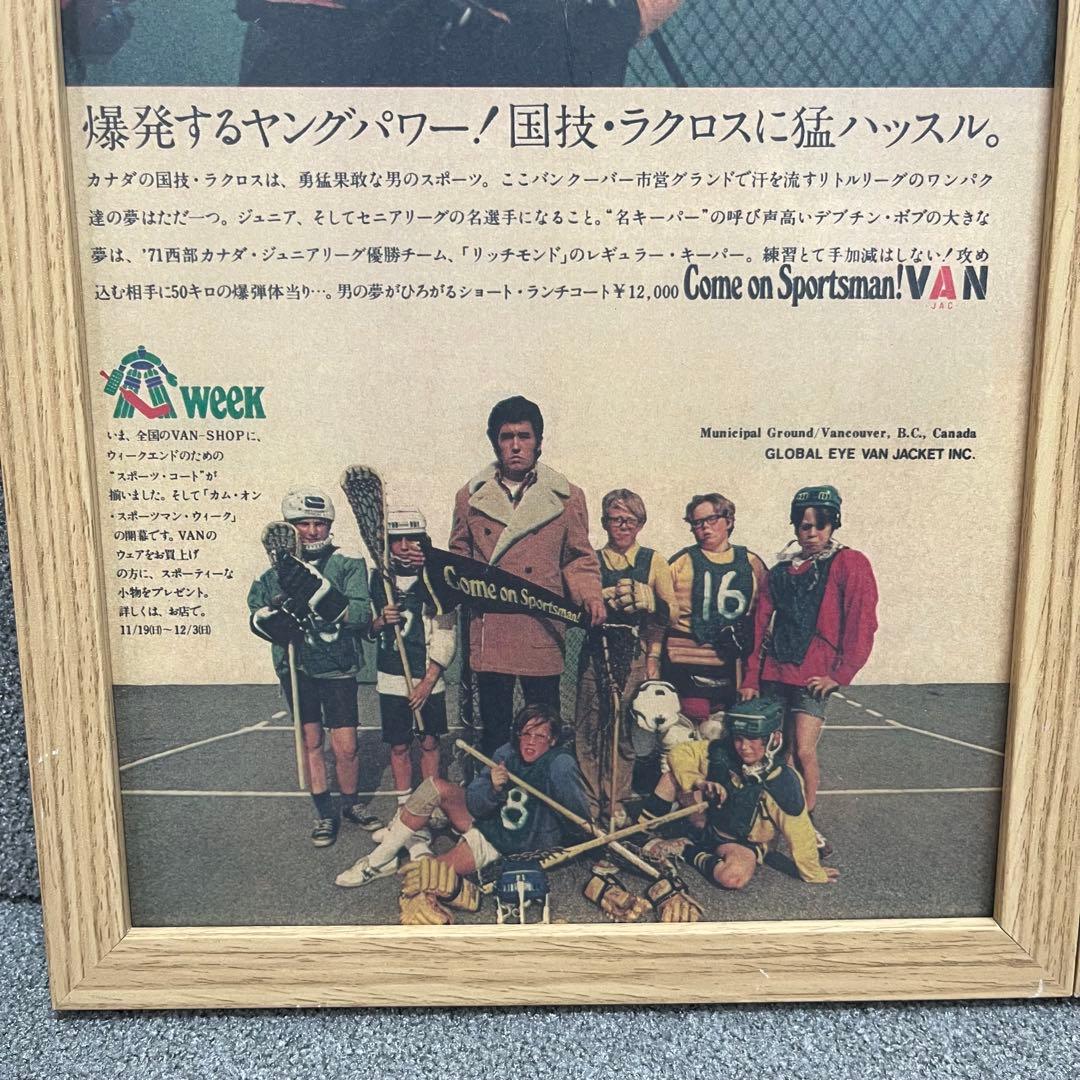 爆発するヤングパワー!国技・ラクロスに猛ハッスル。
カナダの国技・ラクロスは、勇猛果敢な男のスポーツ。ここバンクーバー市営グランドで汗を流すリトルリーグのワンパク
達の夢はただ一つ。ジュニア、そしてセニアリーグの名選手になること。“名キーパー”の呼び声高いデブチン・ボブの大きな
夢は、'71西部カナダ・ジュニアリーグ優勝チーム、「リッチモンド」のレギュラー・キーパー。練習とて手加減はしない!攻め
込む相手に50キロの爆弾体当り…。男の夢がひろがるショート・ランチコート¥12,000 Come on Sportsman! VAN
JAC
WEEK
いま、全国のVAN-SHOPに、
ウィークエンドのための
“スポーツ・コート”が
揃いました。そして「カム・オン
・スポーツマン・ウィーク」
の開幕です。VANの
ウェアをお買上げ
の方に、スポーティーな
小物をプレゼント。
詳しくは、お店で。
11/19(日)~12/3(日)
Municipal Ground/Vancouver, B.C., Canada
GLOBAL EYE VAN JACKET INC.
Come on Sportsman!
16
8